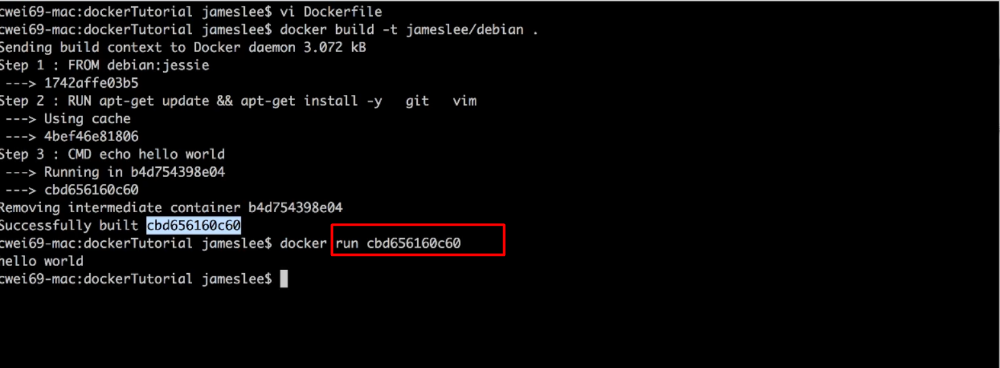 cwei69-mac:dockerTutorial jameslee$ vi Dockerfile
cwei69-mac:dockerTutorial jameslee$ docker build -t jameslee/debian .
Sending build context to Docker daemon 3.072 kB
Step 1 : FROM debian:jessie
 ---> 1742affe03b5
Step 2 : RUN apt-get update && apt-get install -y   git   vim
 ---> Using cache
 ---> 4bef46e81806
Step 3 : CMD echo hello world
 ---> Running in b4d754398e04
 ---> cbd656160c60
Removing intermediate container b4d754398e04
Successfully built cbd656160c60
cwei69-mac:dockerTutorial jameslee$ docker run cbd656160c60
hello world
cwei69-mac:dockerTutorial jameslee$